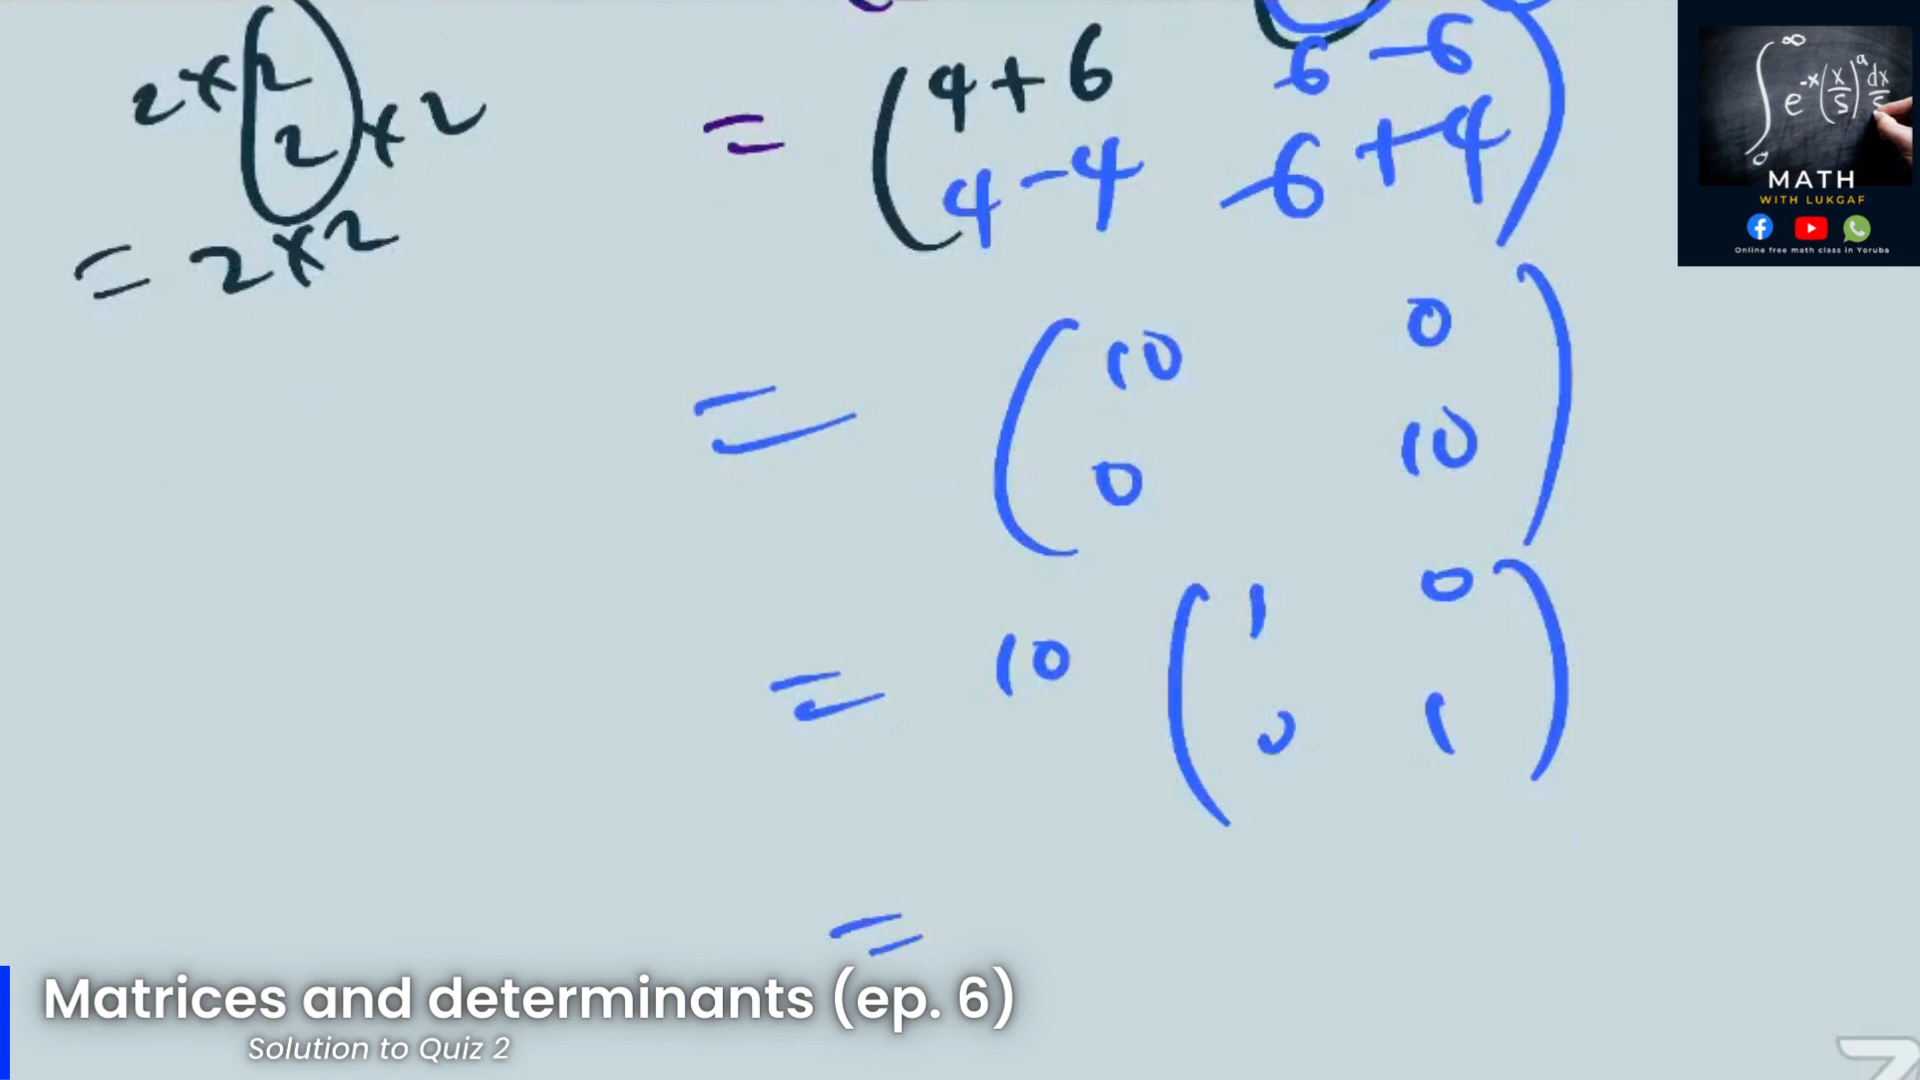 2 x 2
2 x 2
= 2 x 2
= ( 4 + 6 6 - 6
4 - 4 -6 + 4 )
= ( 10 0
0 10 )
= 10 ( 1 0
0 1 )
=
∫ ∞ 0 e -x ( x / s ) a dx / s
MATH
WITH LUKGAF
Online free math class in Yoruba
Matrices and determinants (ep. 6)
Solution to Quiz 2